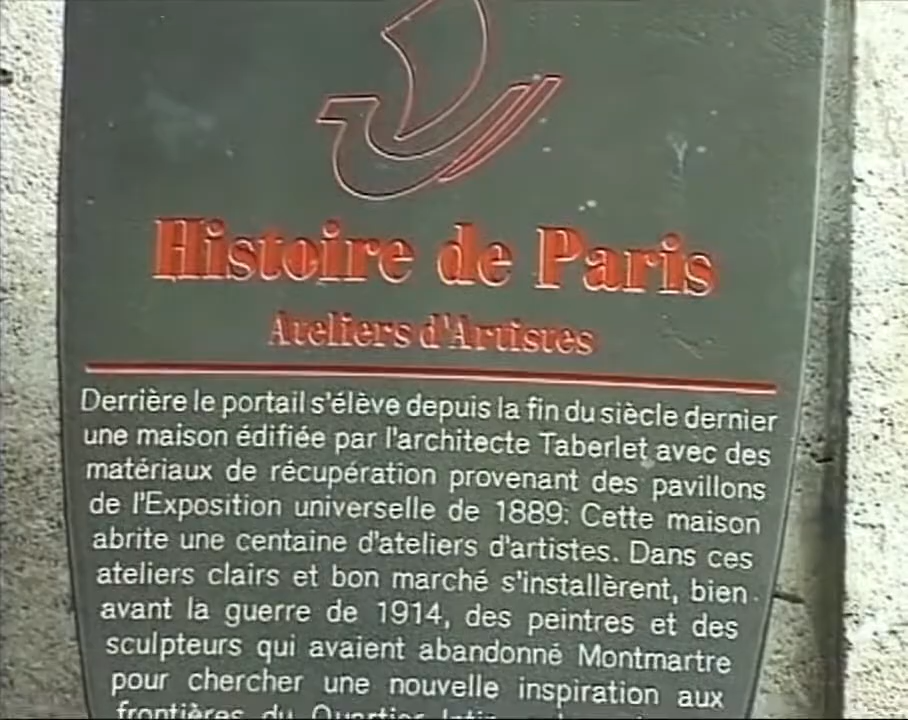 Histoire de Paris
Ateliers d'Artistes
Derrière le portail s'élève depuis la fin du siècle dernier
une maison édifiée par l'architecte Taberlet avec des
matériaux de récupération provenant des pavillons
de l'Exposition universelle de 1889. Cette maison
abrite une centaine d'ateliers d'artistes. Dans ces
ateliers clairs et bon marché s'installèrent, bien
avant la guerre de 1914, des peintres et des
sculpteurs qui avaient abandonné Montmartre
pour chercher une nouvelle inspiration aux
frontières du Quartier